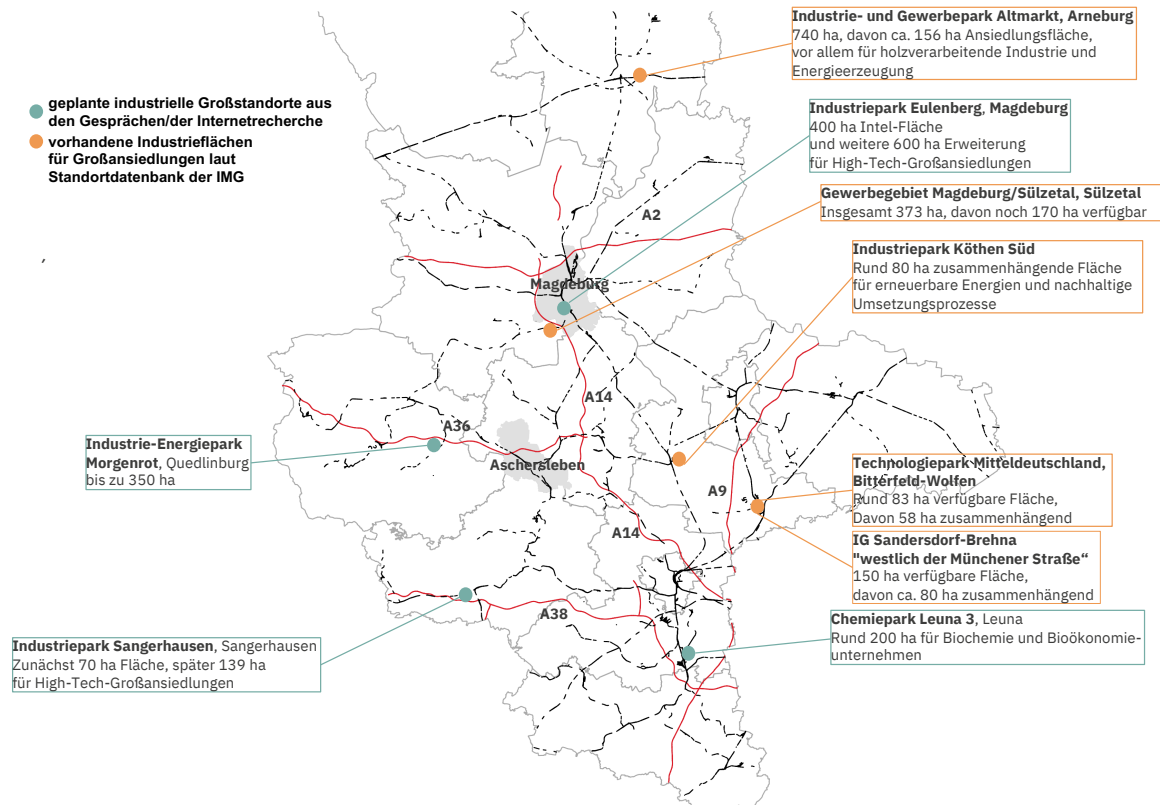 Industrie- und Gewerbepark Altmarkt, Arneburg
740 ha, davon ca. 156 ha Ansiedlungsfläche,
vor allem für holzverarbeitende Industrie und
Energieerzeugung
geplante industrielle Großstandorte aus
den Gesprächen/der Internetrecherche
vorhandene Industrieflächen
für Großansiedlungen laut
Standortdatenbank der IMG
Industriepark Eulenberg, Magdeburg
400 ha Intel-Fläche
und weitere 600 ha Erweiterung
für High-Tech-Großansiedlungen
Gewerbegebiet Magdeburg/Sülzetal, Sülzetal
Insgesamt 373 ha, davon noch 170 ha verfügbar
A2
Industriepark Köthen Süd
Rund 80 ha zusammenhängende Fläche
für erneuerbare Energien und nachhaltige
Umsetzungsprozesse
Magdeburg
A14
A36
Industrie-Energiepark
Morgenrot, Quedlinburg
bis zu 350 ha
Aschersleben
A9
Technologiepark Mitteldeutschland,
Bitterfeld-Wolfen
Rund 83 ha verfügbare Fläche,
Davon 58 ha zusammenhängend
A14
IG Sandersdorf-Brehna
"westlich der Münchener Straße“
150 ha verfügbare Fläche,
davon ca. 80 ha zusammenhängend
A38
Chemiepark Leuna 3, Leuna
Rund 200 ha für Biochemie und Bioökonomie-
unternehmen
Industriepark Sangerhausen, Sangerhausen
Zunächst 70 ha Fläche, später 139 ha
für High-Tech-Großansiedlungen